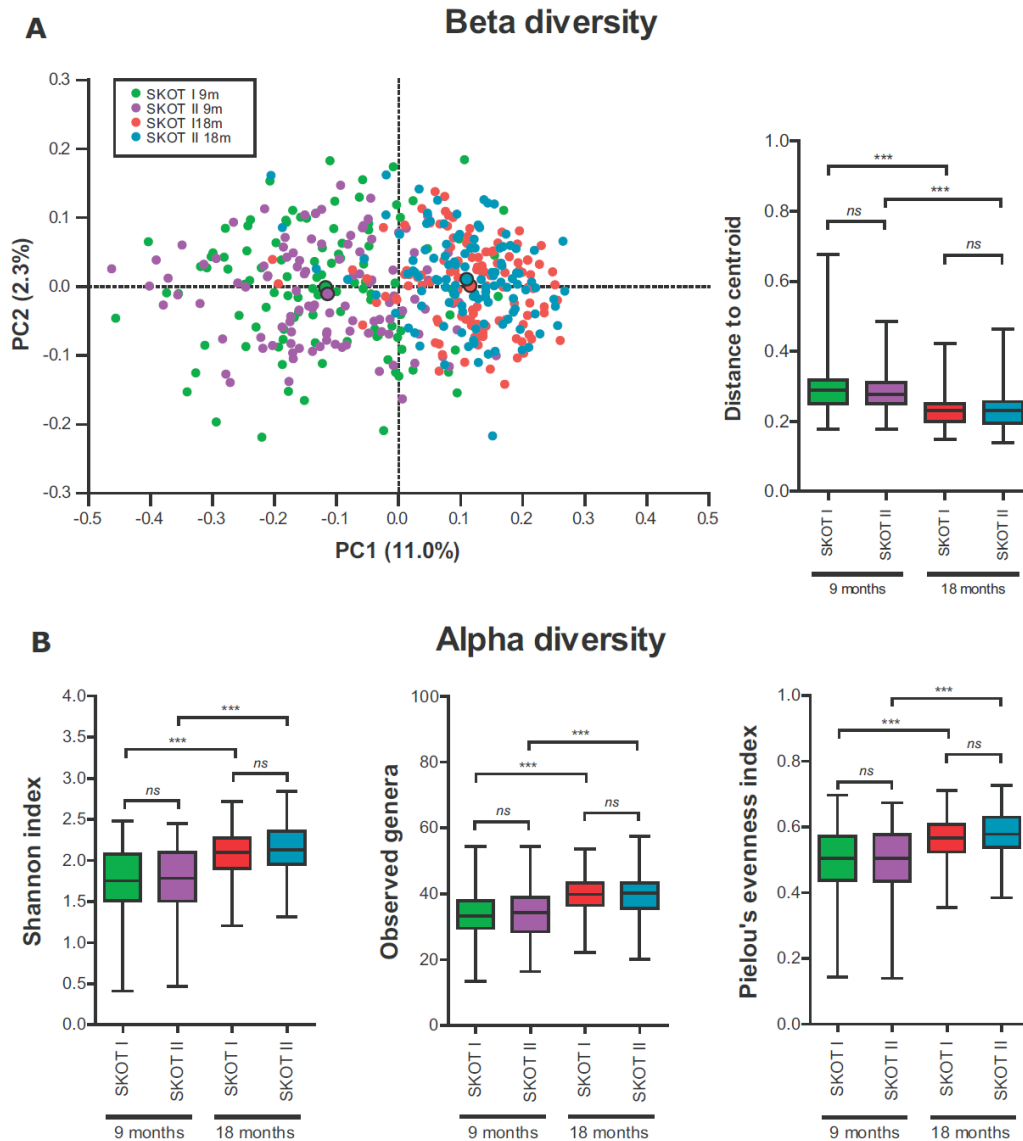 Beta diversity
A
0.3
0.2
0.1
0.0
-0.1
-0.2
-0.3
PC2 (2.3%)
SKOT I 9m
SKOT II 9m
SKOT I18m
SKOT II 18m
-0.5 -0.4 -0.3 -0.2 -0.1 0.0 0.1 0.2 0.3 0.4 0.5
PC1 (11.0%)
1.0
0.8
0.6
0.4
0.2
0.0
Distance to centroid
***
***
ns
ns
SKOT I SKOT II SKOT I SKOT II
9 months 18 months
B
Alpha diversity
4.0
3.5
3.0
2.5
2.0
1.5
1.0
0.5
0.0
Shannon index
***
***
ns
ns
SKOT I SKOT II SKOT I SKOT II
9 months 18 months
100
80
60
40
20
0
Observed genera
***
***
ns
ns
SKOT I SKOT II SKOT I SKOT II
9 months 18 months
1.0
0.8
0.6
0.4
0.2
0.0
Pielou's evenness index
***
***
ns
ns
SKOT I SKOT II SKOT I SKOT II
9 months 18 months